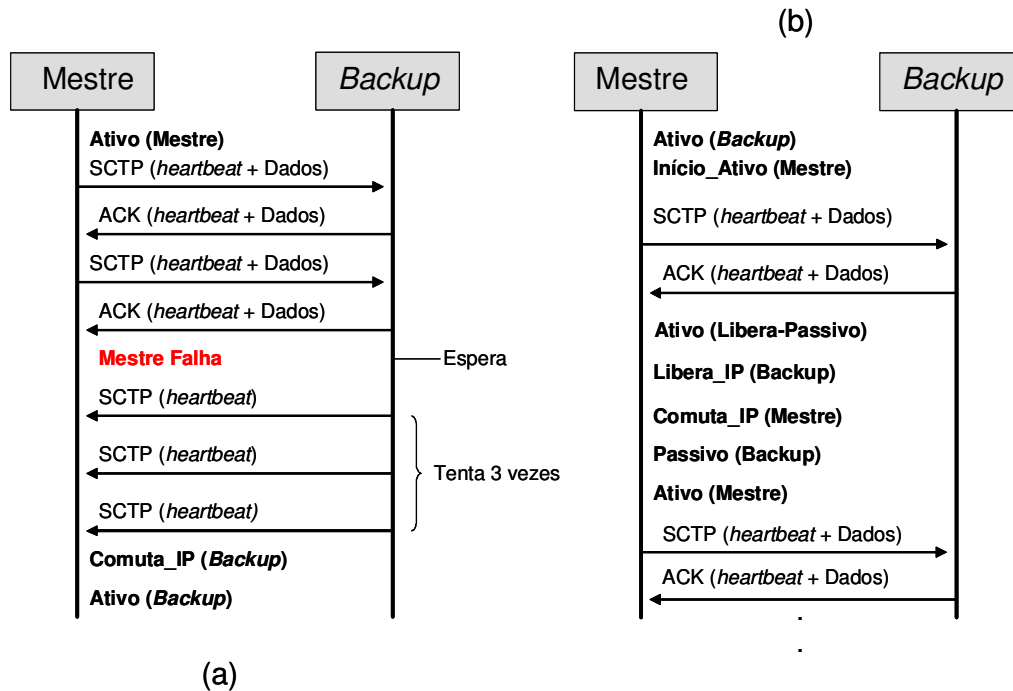 (b)
Mestre
Backup
Ativo (Mestre)
SCTP (heartbeat + Dados)
ACK (heartbeat + Dados)
SCTP (heartbeat + Dados)
ACK (heartbeat + Dados)
Mestre Falha
Espera
SCTP (heartbeat)
SCTP (heartbeat)
Tenta 3 vezes
SCTP (heartbeat)
Comuta_IP (Backup)
Ativo (Backup)
(a)
Mestre
Backup
Ativo (Backup)
Início_Ativo (Mestre)
SCTP (heartbeat + Dados)
ACK (heartbeat + Dados)
Ativo (Libera-Passivo)
Libera_IP (Backup)
Comuta_IP (Mestre)
Passivo (Backup)
Ativo (Mestre)
SCTP (heartbeat + Dados)
ACK (heartbeat + Dados)
.
.